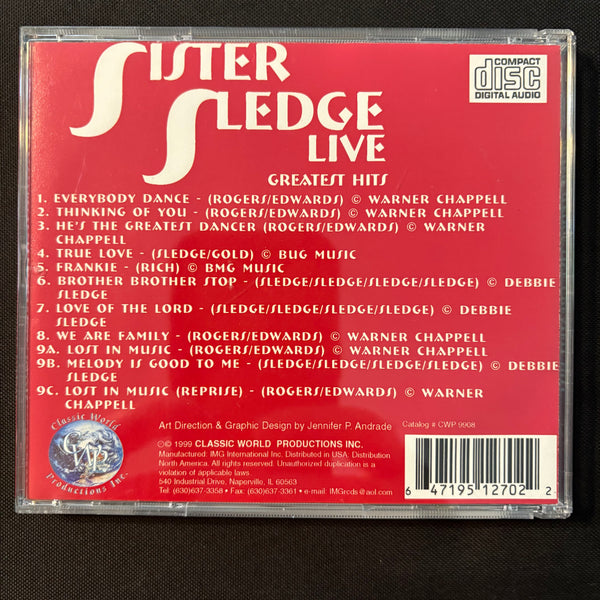 SISTER
SLEDGE
LIVE
GREATEST HITS
COMPACT
disc
DIGITAL AUDIO
1. EVERYBODY DANCE - (ROGERS/EDWARDS) © WARNER CHAPPELL
2. THINKING OF YOU - (ROGERS/EDWARDS) © WARNER CHAPPELL
3. HE'S THE GREATEST DANCER (ROGERS/EDWARDS) © WARNER
CHAPPELL
4. TRUE LOVE - (SLEDGE/GOLD) © BUG MUSIC
5. FRANKIE - (RICH) © BMG MUSIC
6. BROTHER BROTHER STOP - (SLEDGE/SLEDGE/SLEDGE/SLEDGE) © DEBBIE
SLEDGE
7. LOVE OF THE LORD - (SLEDGE/SLEDGE/SLEDGE/SLEDGE) © DEBBIE
SLEDGE
8. WE ARE FAMILY - (ROGERS/EDWARDS) © WARNER CHAPPELL
9A. LOST IN MUSIC - (ROGERS/EDWARDS) © WARNER CHAPPELL
9B. MELODY IS GOOD TO ME - (SLEDGE/SLEDGE/SLEDGE/SLEDGE) © DEBBIE
SLEDGE
9C. LOST IN MUSIC (REPRISE) - (ROGERS/EDWARDS) © WARNER
CHAPPELL
Classic World
CWP
Productions Inc.
Art Direction & Graphic Design by Jennifer P. Andrade
Catalog # CWP 9908
℗© 1999 CLASSIC WORLD PRODUCTIONS INC.
Manufactured: IMG International Inc. Distributed in USA: Distribution
North America. All rights reserved. Unauthorized duplication is a
violation of applicable laws.
540 Industrial Drive, Naperville, IL 60563
Tel: (630)637-3358 • Fax: (630)637-3361 • e-mail: IMGrcds@aol.com
6 47195 12702 2